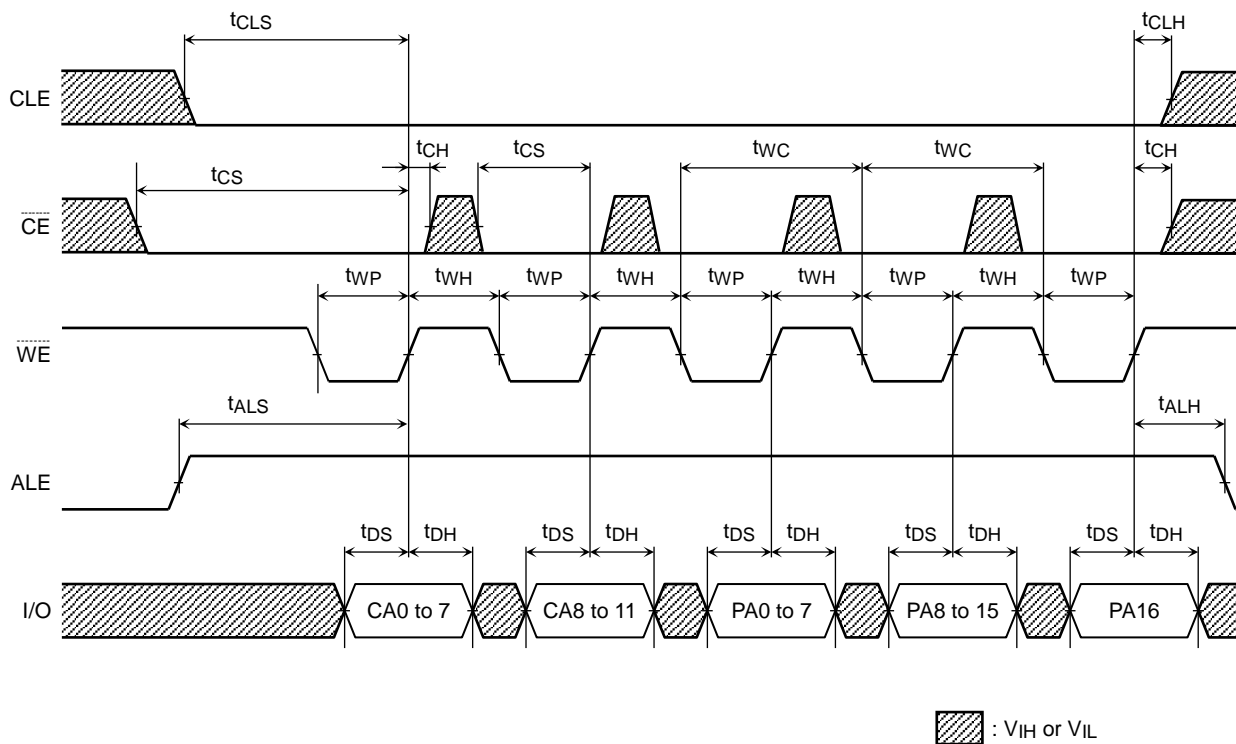 tCLS tCLH
CLE
tCH tCS tWC tWC tCH
tCS
CE
tWP tWH tWP tWH tWP tWH tWP tWH tWP
WE
tALS tALH
ALE
tDS tDH tDS tDH tDS tDH tDS tDH tDS tDH
I/O CA0 to 7 CA8 to 11 PA0 to 7 PA8 to 15 PA16
: VIH or VIL